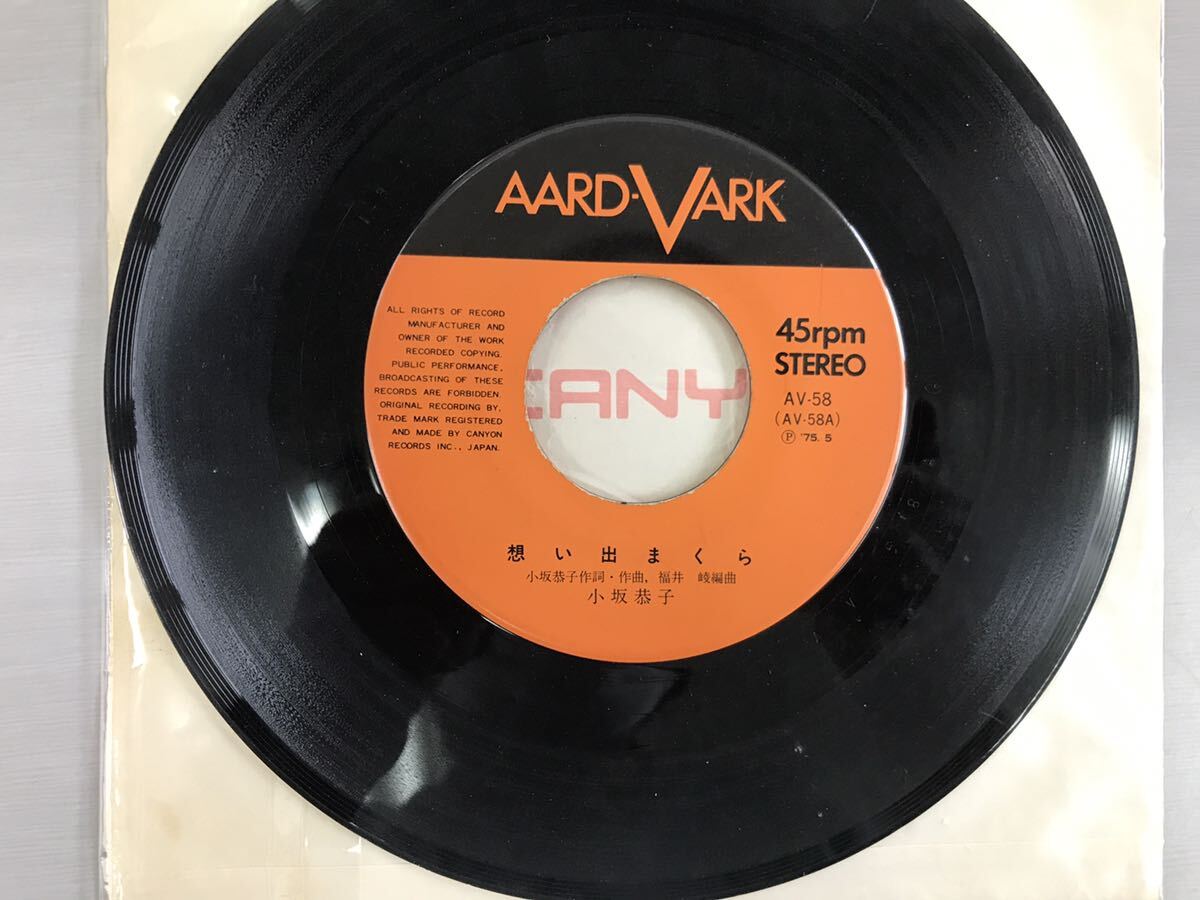 AARD-VARK
ALL RIGHTS OF RECORD
MANUFACTURER AND
OWNER OF THE WORK
RECORDED COPYING.
PUBLIC PERFORMANCE,
BROADCASTING OF THESE
RECORDS ARE FORBIDDEN.
ORIGINAL RECORDING BY,
TRADE MARK REGISTERED
AND MADE BY CANYON
RECORDS INC., JAPAN.
CANY
45rpm
STEREO
AV-58
(AV-58A)
Ⓟ '75. 5
想い出まくら
小坂恭子作詞・作曲, 福井 崚編曲
小坂恭子